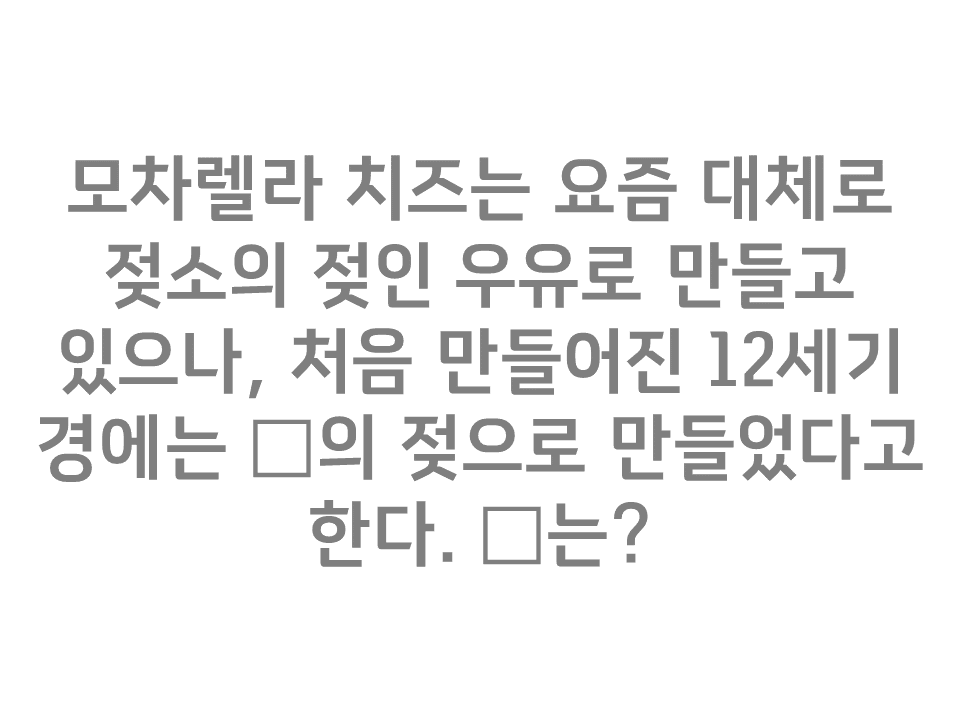 모차렐라 치즈는 요즘 대체로
젖소의 젖인 우유로 만들고
있으나, 처음 만들어진 12세기
경에는 □의 젖으로 만들었다고
한다. □는?